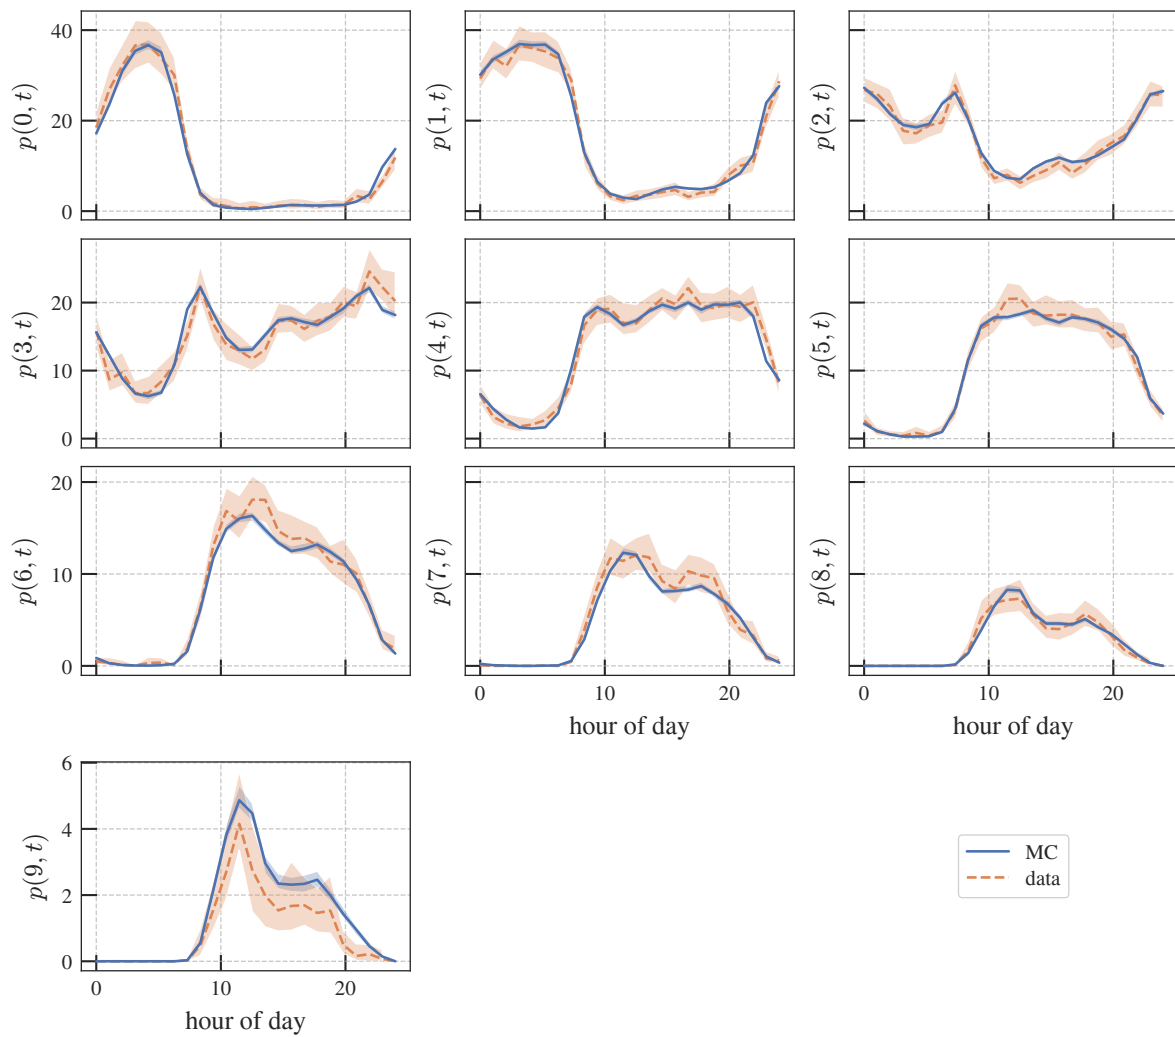 p(0, t)
40
20
0
p(1, t)
p(2, t)
p(3, t)
20
10
0
p(4, t)
p(5, t)
p(6, t)
20
10
0
p(7, t)
0 10 20
hour of day
p(8, t)
0 10 20
hour of day
p(9, t)
6
4
2
0
0 10 20
hour of day
MC
data